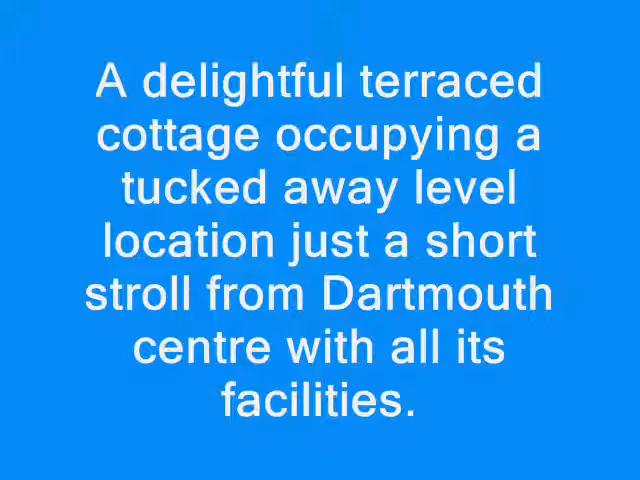 A delightful terraced
cottage occupying a
tucked away level
location just a short
stroll from Dartmouth
centre with all its
facilities.